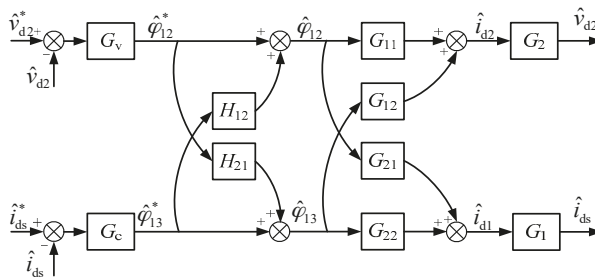 v̂*d2 + − Gv φ̂*12 + + φ̂12 G11 + + îd2 G2 v̂d2
v̂d2
H12 G12
H21 G21
î*ds + − Gc φ̂*13 + + φ̂13 G22 + + îd1 G1 îds
îds